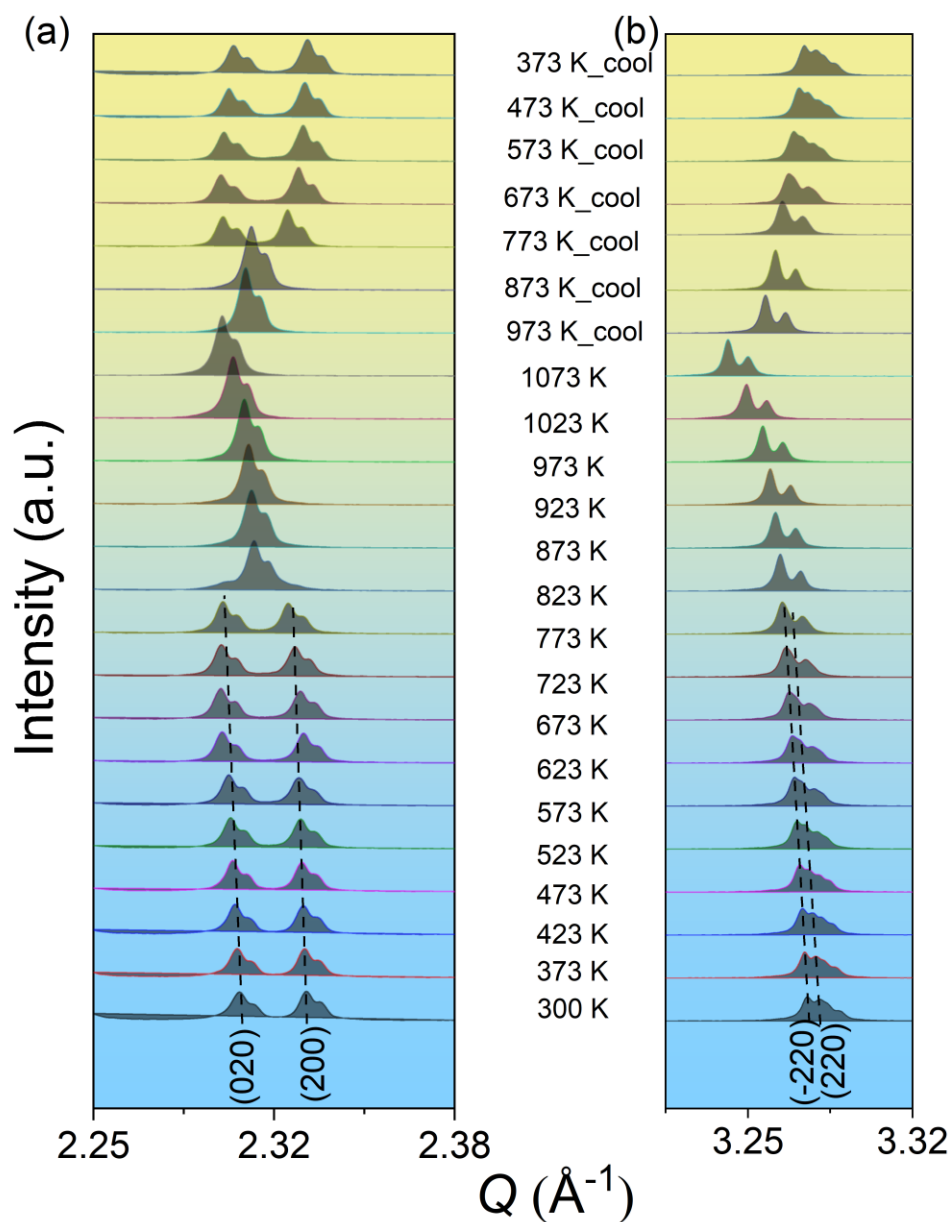 (a)
(b)
373 K_cool
473 K_cool
573 K_cool
673 K_cool
773 K_cool
873 K_cool
973 K_cool
1073 K
1023 K
973 K
923 K
873 K
823 K
773 K
723 K
673 K
623 K
573 K
523 K
473 K
423 K
373 K
300 K
Intensity (a.u.)
(020)
(200)
(-220)
(220)
2.25
2.32
2.38
3.25
3.32
Q (Å⁻¹)